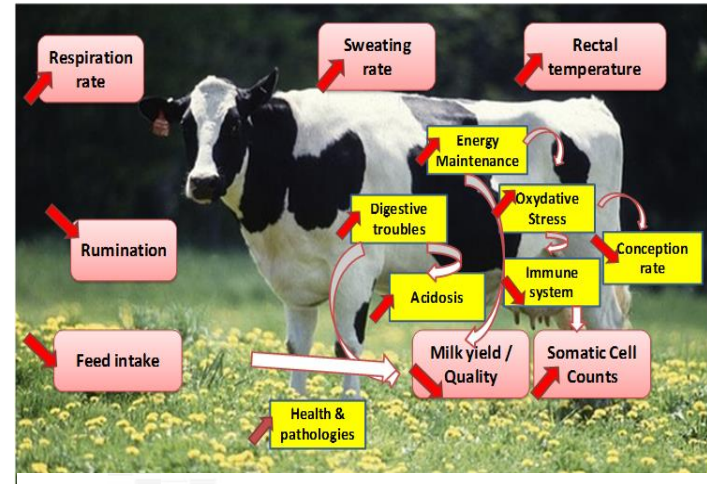 Respiration
rate
Sweating
rate
Rectal
temperature
Energy
Maintenance
Digestive
troubles
Oxydative
Stress
Rumination
Conception
rate
Immune
system
Acidosis
Feed intake
Milk yield /
Quality
Somatic Cell
Counts
Health &
pathologies